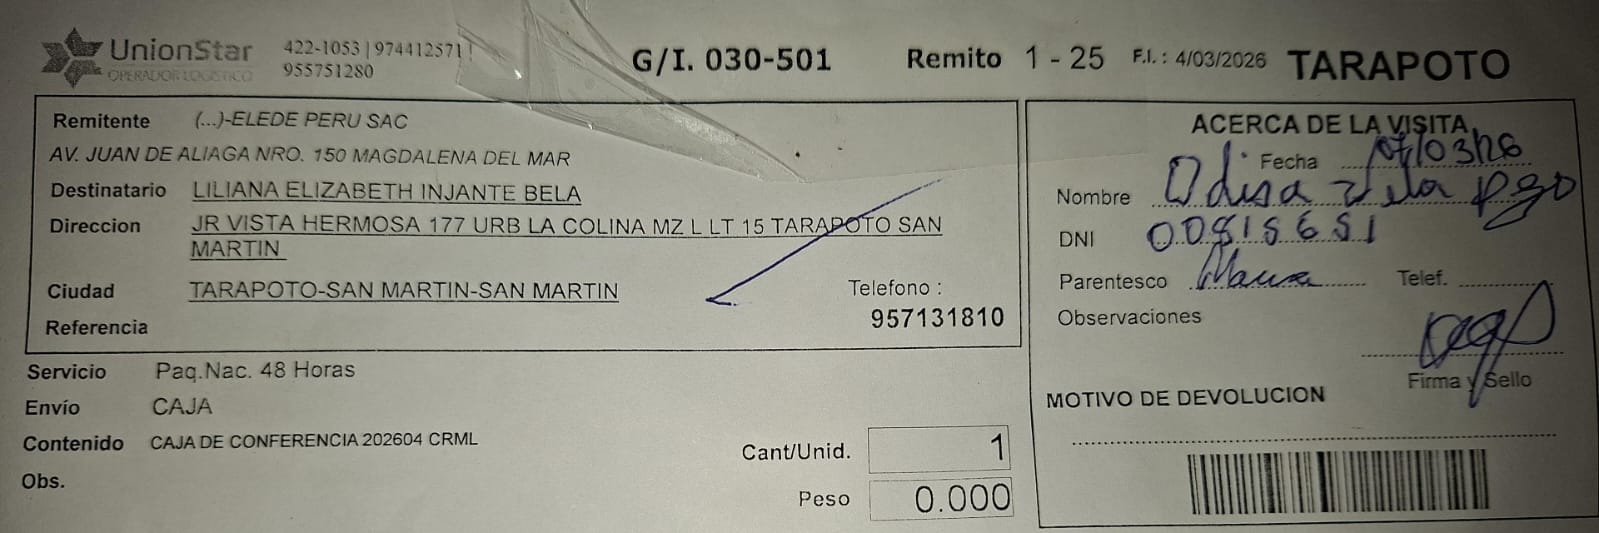 UnionStar
OPERADOR LOGISTICO
422-1053 | 974412571 |
955751280
G/I. 030-501
Remito 1 - 25
F.I. : 4/03/2026
TARAPOTO
Remitente (...)-ELEDE PERU SAC
AV. JUAN DE ALIAGA NRO. 150 MAGDALENA DEL MAR
Destinatario LILIANA ELIZABETH INJANTE BELA
Direccion JR VISTA HERMOSA 177 URB LA COLINA MZ L LT 15 TARAPOTO SAN
MARTIN
Ciudad TARAPOTO-SAN MARTIN-SAN MARTIN
Telefono :
957131810
Referencia
Servicio Paq.Nac. 48 Horas
Envío CAJA
Contenido CAJA DE CONFERENCIA 202604 CRML
Obs.
Cant/Unid. 1
Peso 0.000
ACERCA DE LA VISITA
Fecha 07/03/26
Nombre
DNI 00815651
Parentesco Telef.
Observaciones
Firma y Sello
MOTIVO DE DEVOLUCION